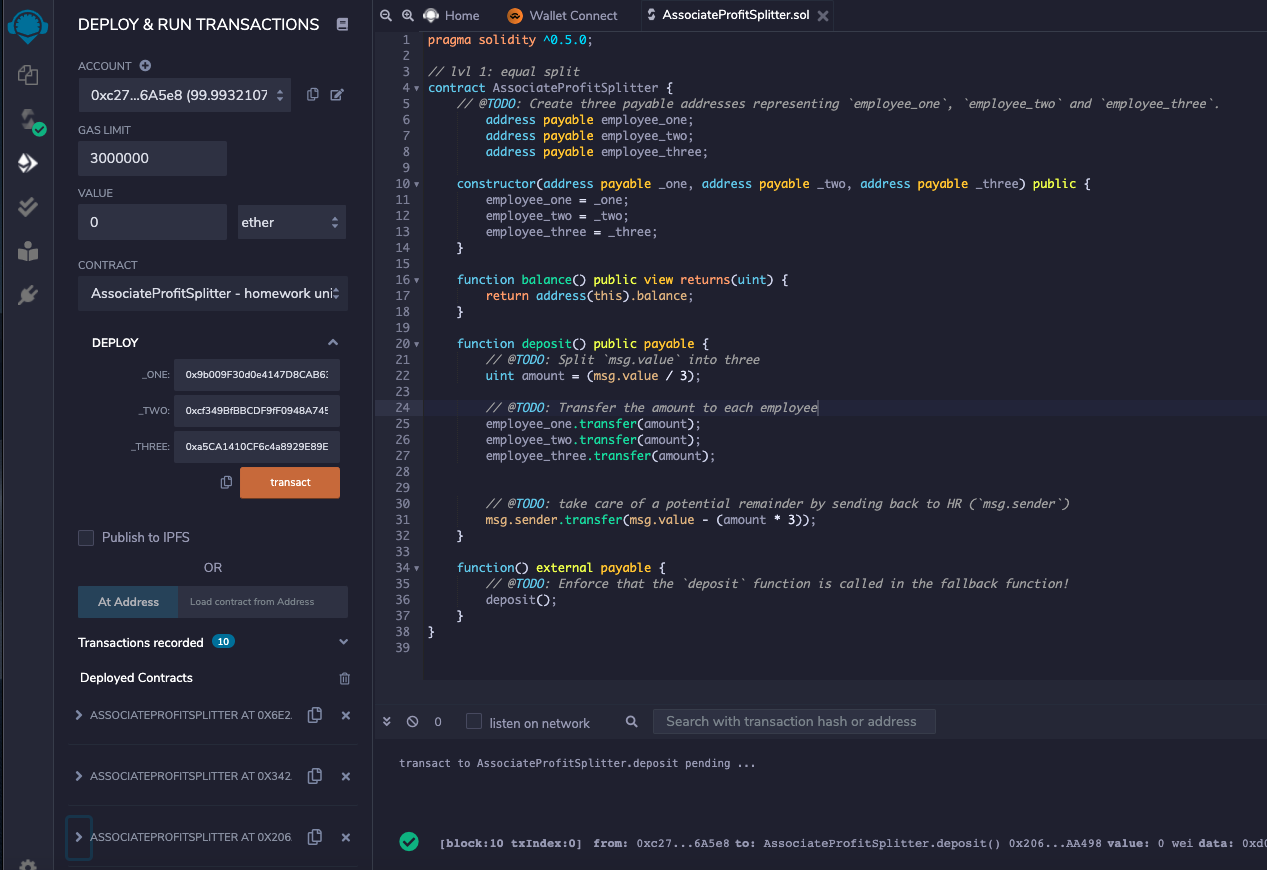 DEPLOY & RUN TRANSACTIONS
ACCOUNT
0xc27...6A5e8 (99.9932107
GAS LIMIT
3000000
VALUE
0
ether
CONTRACT
AssociateProfitSplitter - homework uni
DEPLOY
_ONE:
0x9b009F30d0e4147D8CAB63
_TWO:
0xcf349BfBBCDF9fF0948A745
_THREE:
0xa5CA1410CF6c4a8929E89E
transact
Publish to IPFS
OR
At Address
Load contract from Address
Transactions recorded 10
Deployed Contracts
ASSOCIATEPROFITSPLITTER AT 0X6E2.
ASSOCIATEPROFITSPLITTER AT 0X342
ASSOCIATEPROFITSPLITTER AT 0X206
Home
Wallet Connect
AssociateProfitSplitter.sol
1 pragma solidity ^0.5.0;
2
3 // lvl 1: equal split
4 contract AssociateProfitSplitter {
5 // @TODO: Create three payable addresses representing `employee_one`, `employee_two` and `employee_three`.
6 address payable employee_one;
7 address payable employee_two;
8 address payable employee_three;
9
10 constructor(address payable _one, address payable _two, address payable _three) public {
11 employee_one = _one;
12 employee_two = _two;
13 employee_three = _three;
14 }
15
16 function balance() public view returns(uint) {
17 return address(this).balance;
18 }
19
20 function deposit() public payable {
21 // @TODO: Split `msg.value` into three
22 uint amount = (msg.value / 3);
23
24 // @TODO: Transfer the amount to each employee
25 employee_one.transfer(amount);
26 employee_two.transfer(amount);
27 employee_three.transfer(amount);
28
29
30 // @TODO: take care of a potential remainder by sending back to HR (`msg.sender`)
31 msg.sender.transfer(msg.value - (amount * 3));
32 }
33
34 function() external payable {
35 // @TODO: Enforce that the `deposit` function is called in the fallback function!
36 deposit();
37 }
38 }
39
0
listen on network
Search with transaction hash or address
transact to AssociateProfitSplitter.deposit pending ...
[block:10 txIndex:0] from: 0xc27...6A5e8 to: AssociateProfitSplitter.deposit() 0x206...AA498 value: 0 wei data: 0xd0